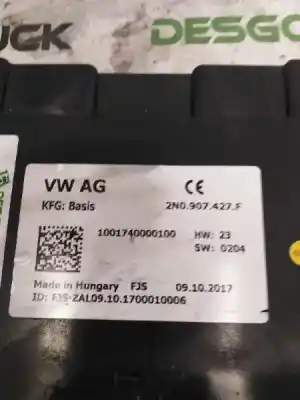 UCK
DESGO
VW AG
CE
KFG: Basis
2N0.907.427.F
1001740000100
HW: 23
SW: 0204
Made in Hungary FJS
09.10.2017
ID: FJS-ZAL09.10.1700010006